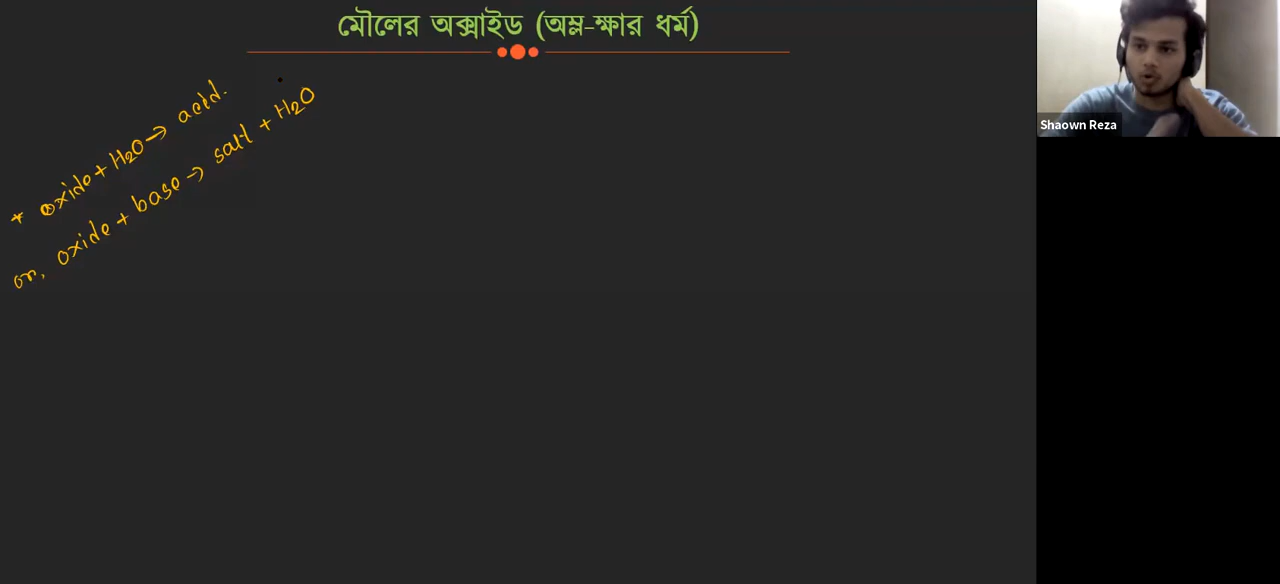 মৌলের অক্সাইড (অম্ল-ক্ষার ধর্ম)
* oxide + H2O → acid.
or, oxide + base → salt + H2O
Shaown Reza